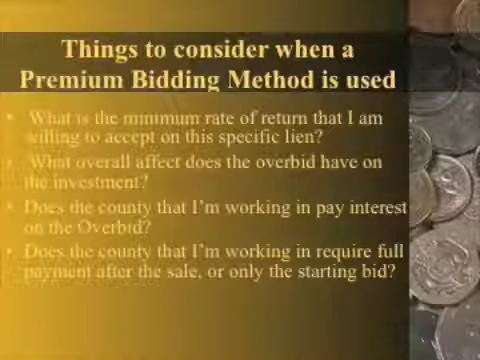 Things to consider when a
Premium Bidding Method is used
• What is the minimum rate of return that I am
willing to accept on this specific lien?
• What overall affect does the overbid have on
the investment?
• Does the county that I'm working in pay interest
on the Overbid?
• Does the county that I'm working in require full
payment after the sale, or only the starting bid?